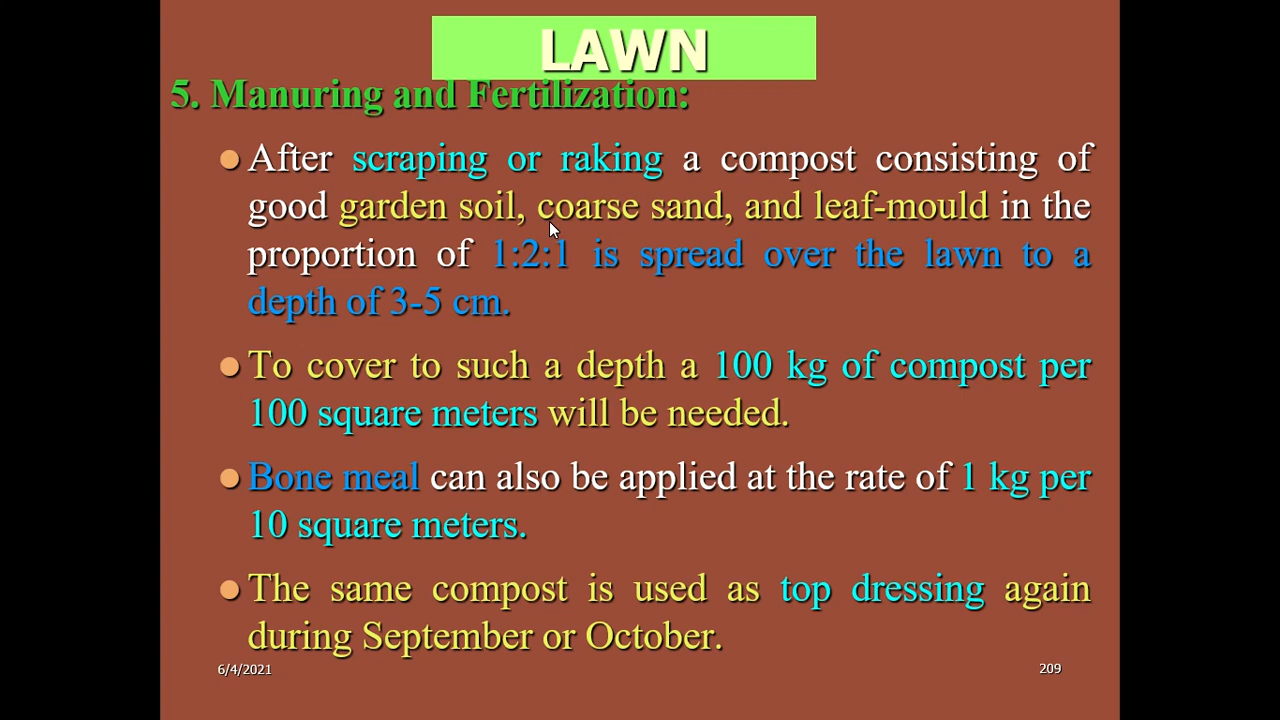 LAWN
5. Manuring and Fertilization:
After scraping or raking a compost consisting of
good garden soil, coarse sand, and leaf-mould in the
proportion of 1:2:1 is spread over the lawn to a
depth of 3-5 cm.
To cover to such a depth a 100 kg of compost per
100 square meters will be needed.
Bone meal can also be applied at the rate of 1 kg per
10 square meters.
The same compost is used as top dressing again
during September or October.
6/4/2021
209